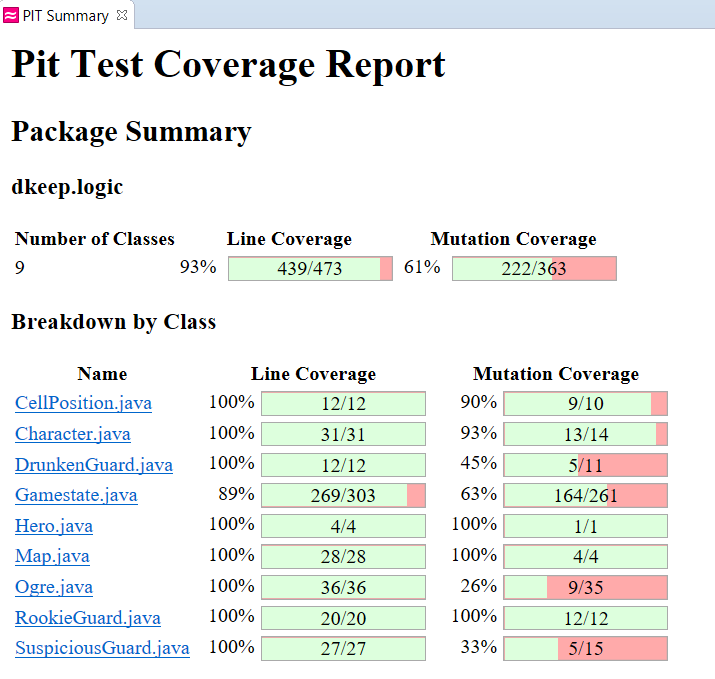 PIT Summary
Pit Test Coverage Report
Package Summary
dkeep.logic
Number of Classes Line Coverage Mutation Coverage
9 93% 439/473 61% 222/363
Breakdown by Class
Name Line Coverage Mutation Coverage
CellPosition.java 100% 12/12 90% 9/10
Character.java 100% 31/31 93% 13/14
DrunkenGuard.java 100% 12/12 45% 5/11
Gamestate.java 89% 269/303 63% 164/261
Hero.java 100% 4/4 100% 1/1
Map.java 100% 28/28 100% 4/4
Ogre.java 100% 36/36 26% 9/35
RookieGuard.java 100% 20/20 100% 12/12
SuspiciousGuard.java 100% 27/27 33% 5/15